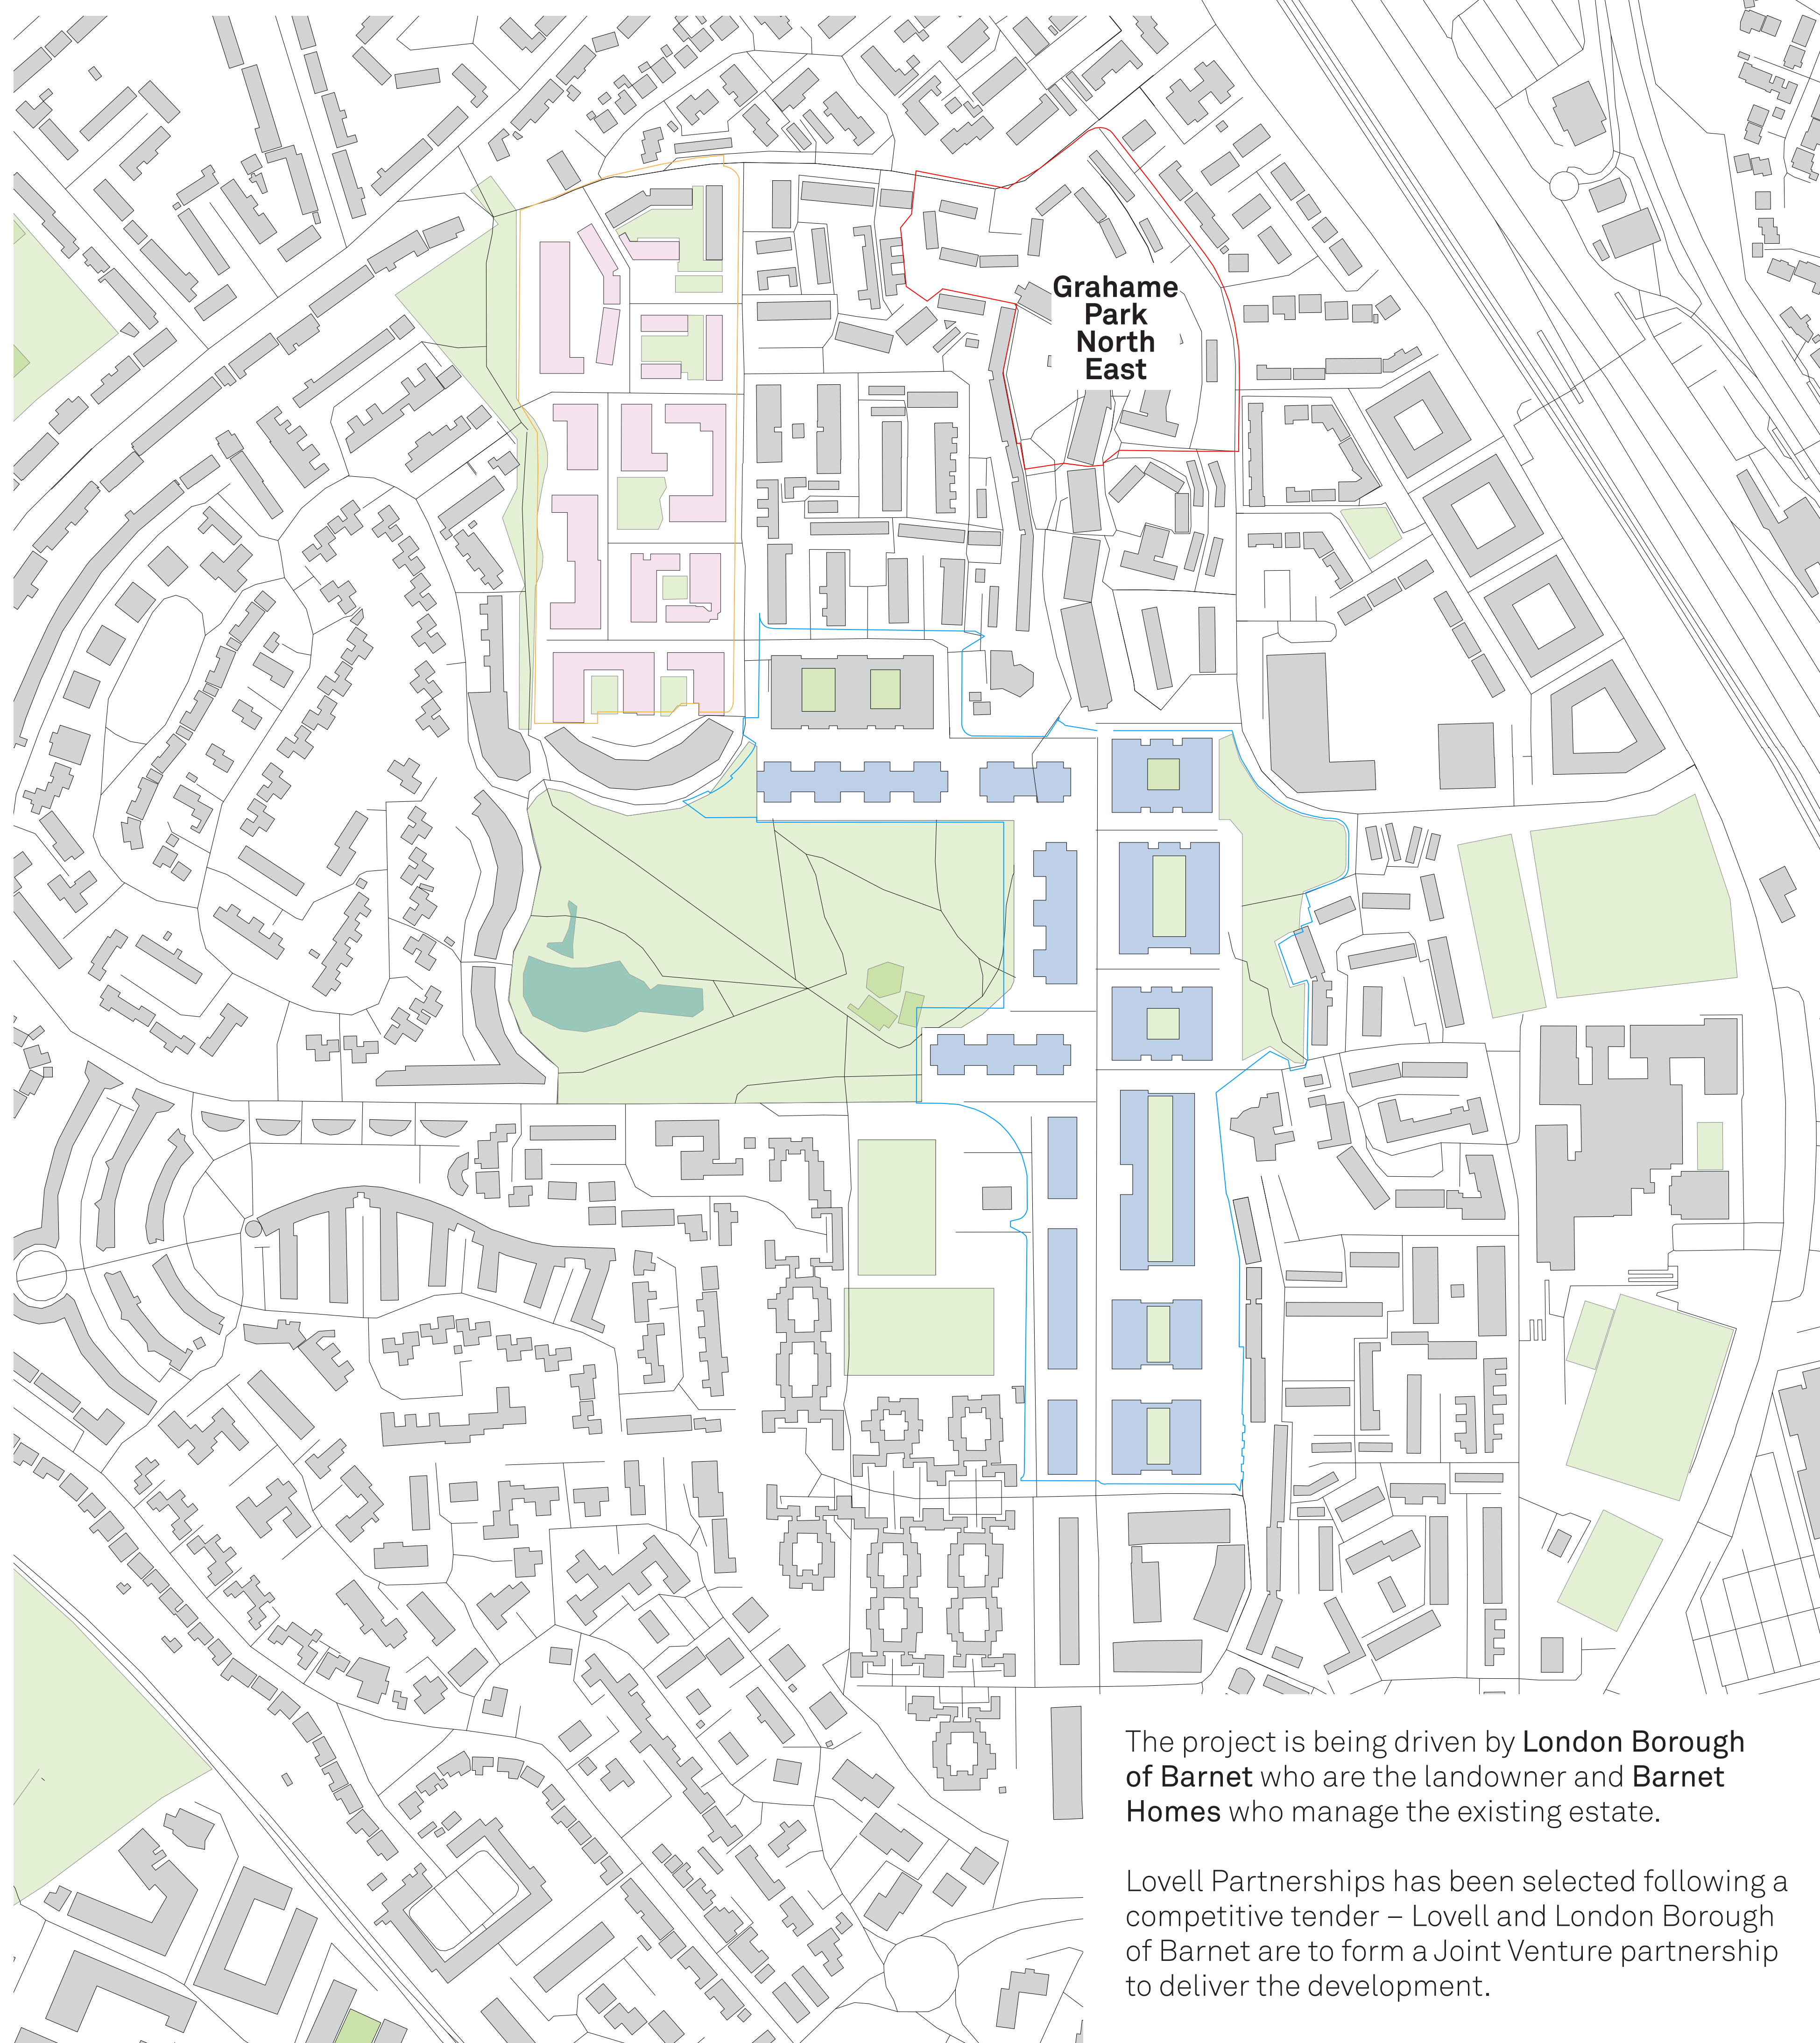 Grahame
Park
North
East
The project is being driven by London Borough
of Barnet who are the landowner and Barnet
Homes who manage the existing estate.
Lovell Partnerships has been selected following a
competitive tender – Lovell and London Borough
of Barnet are to form a Joint Venture partnership
to deliver the development.